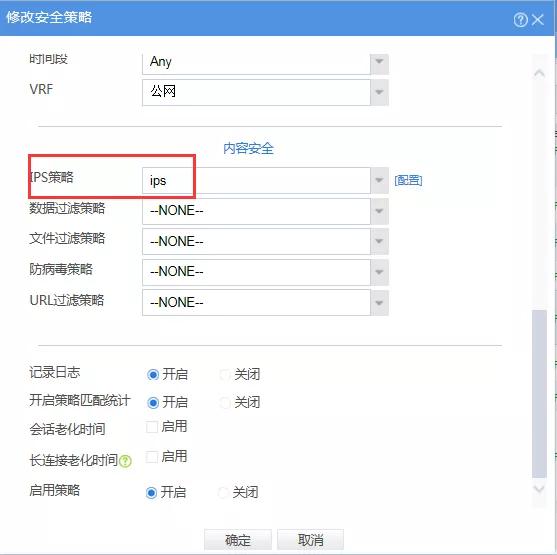 修改安全策略
时间段 Any
VRF 公网
内容安全
IPS策略 ips [配置]
数据过滤策略 --NONE--
文件过滤策略 --NONE--
防病毒策略 --NONE--
URL过滤策略 --NONE--
记录日志 开启 关闭
开启策略匹配统计 开启 关闭
会话老化时间 启用
长连接老化时间 启用
启用策略 开启 关闭
确定 取消